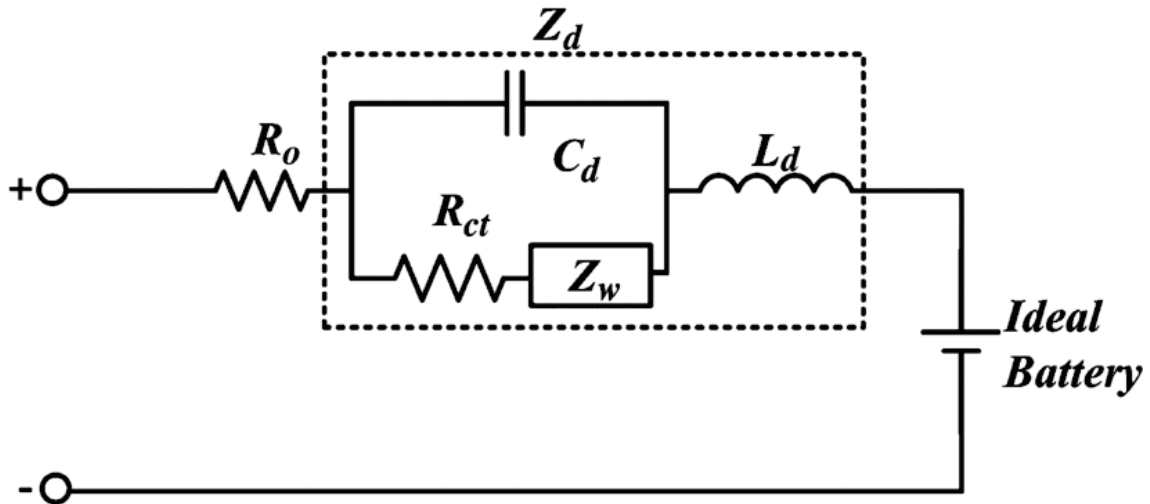 Z_d
R_o
C_d
L_d
+
R_ct
Z_w
Ideal
Battery
-